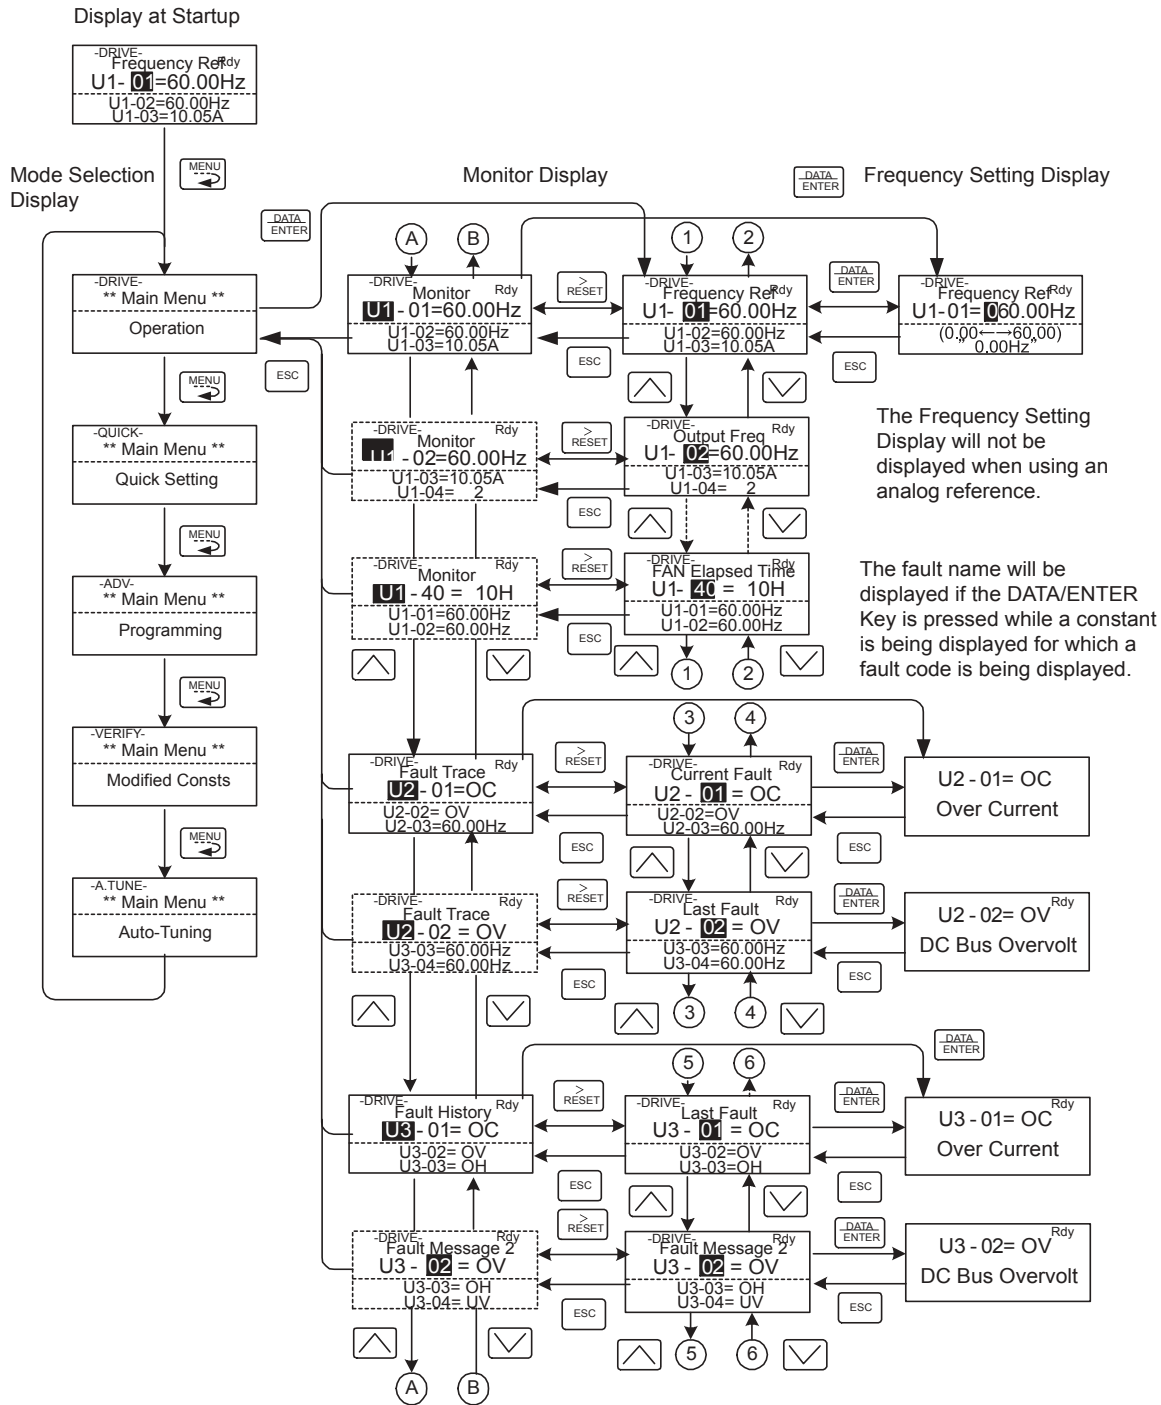 Display at Startup
-DRIVE-
Frequency Ref
Rdy
U1- 01=60.00Hz
U1-02=60.00Hz
U1-03=10.05A
MENU
Mode Selection
Display
Monitor Display
DATA
ENTER
Frequency Setting Display
DATA
ENTER
A
B
1
2
-DRIVE-
** Main Menu **
Operation
-DRIVE-
Monitor
Rdy
U1 - 01=60.00Hz
U1-02=60.00Hz
U1-03=10.05A
>
RESET
-DRIVE-
Frequency Ref
Rdy
U1- 01=60.00Hz
U1-02=60.00Hz
U1-03=10.05A
DATA
ENTER
-DRIVE-
Frequency Ref
Rdy
U1- 01= 060.00Hz
(0.00←→60.00)
"0.00Hz"
ESC
ESC
ESC
MENU
-QUICK-
** Main Menu **
Quick Setting
-DRIVE-
Monitor
Rdy
U1 - 02=60.00Hz
U1-03=10.05A
U1-04= 2
>
RESET
ESC
-DRIVE-
Output Freq
Rdy
U1- 02=60.00Hz
U1-03=10.05A
U1-04= 2
The Frequency Setting
Display will not be
displayed when using an
analog reference.
MENU
-ADV-
** Main Menu **
Programming
-DRIVE-
Monitor
Rdy
U1 - 40 = 10H
U1-01=60.00Hz
U1-02=60.00Hz
>
RESET
ESC
-DRIVE-
FAN Elapsed Time
Rdy
U1- 40 = 10H
U1-01=60.00Hz
U1-02=60.00Hz
The fault name will be
displayed if the DATA/ENTER
Key is pressed while a constant
is being displayed for which a
fault code is being displayed.
1
2
MENU
3
4
-VERIFY-
** Main Menu **
Modified Consts
-DRIVE-
Fault Trace
Rdy
U2 - 01=OC
U2-02= OV
U2-03=60.00Hz
>
RESET
ESC
-DRIVE-
Current Fault
Rdy
U2 - 01 = OC
U2-02=OV
U2-03=60.00Hz
DATA
ENTER
ESC
U2 - 01= OC
Over Current
MENU
-A.TUNE-
** Main Menu **
Auto-Tuning
-DRIVE-
Fault Trace
Rdy
U2 - 02 = OV
U3-03=60.00Hz
U3-04=60.00Hz
>
RESET
ESC
-DRIVE-
Last Fault
Rdy
U2 - 02 = OV
U3-03=60.00Hz
U3-04=60.00Hz
DATA
ENTER
ESC
U2 - 02= OV
Rdy
DC Bus Overvolt
3
4
DATA
ENTER
5
6
-DRIVE-
Fault History
Rdy
U3 - 01= OC
U3-02= OV
U3-03= OH
>
RESET
ESC
-DRIVE-
Last Fault
Rdy
U3 - 01 = OC
U3-02=OV
U3-03=OH
DATA
ENTER
ESC
U3 - 01= OC
Rdy
Over Current
-DRIVE-
Fault Message 2
Rdy
U3 - 02 = OV
U3-03= OH
U3-04= UV
>
RESET
ESC
-DRIVE-
Fault Message 2
Rdy
U3 - 02 = OV
U3-03= OH
U3-04= UV
DATA
ENTER
ESC
U3 - 02= OV
Rdy
DC Bus Overvolt
5
6
A
B